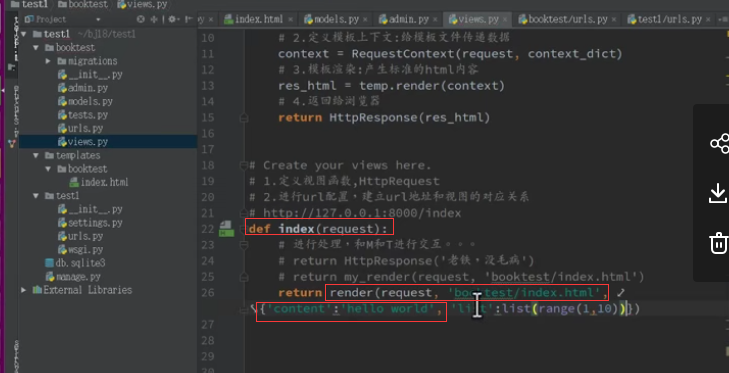 test1
booktest
views.py
Project
index.html
models.py
admin.py
views.py
booktest/urls.py
test1/urls.py
test1 ~/bj18/test1
booktest
migrations
__init__.py
admin.py
models.py
tests.py
urls.py
views.py
templates
booktest
index.html
test1
__init__.py
settings.py
urls.py
wsgi.py
db.sqlite3
manage.py
External Libraries
10 # 2.定义模板上下文:给模板文件传递数据
11 context = RequestContext(request, context_dict)
12 # 3.模板渲染:产生标准的html内容
13 res_html = temp.render(context)
14 # 4.返回给浏览器
15 return HttpResponse(res_html)
16
17
18 # Create your views here.
19 # 1.定义视图函数,HttpRequest
20 # 2.进行url配置，建立url地址和视图的对应关系
21 # http://127.0.0.1:8000/index
22 def index(request):
23 # 进行处理，和M和T进行交互。。。
24 # return HttpResponse('老铁，没毛病')
25 # return my_render(request, 'booktest/index.html')
26 return render(request, 'booktest/index.html',
{'content':'hello world', 'list':list(range(1,10))})
27
28